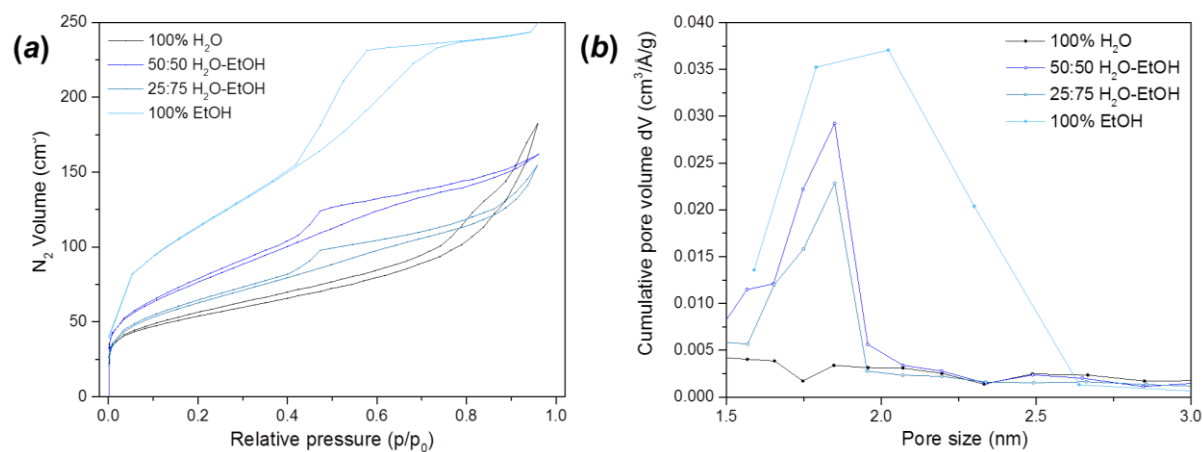 (a)
250
200
150
100
50
0
N₂ Volume (cm³)
100% H₂O
50:50 H₂O-EtOH
25:75 H₂O-EtOH
100% EtOH
0.0 0.2 0.4 0.6 0.8 1.0
Relative pressure (p/p₀)
(b)
0.040
0.035
0.030
0.025
0.020
0.015
0.010
0.005
0.000
Cumulative pore volume dV (cm³/Å/g)
100% H₂O
50:50 H₂O-EtOH
25:75 H₂O-EtOH
100% EtOH
1.5 2.0 2.5 3.0
Pore size (nm)